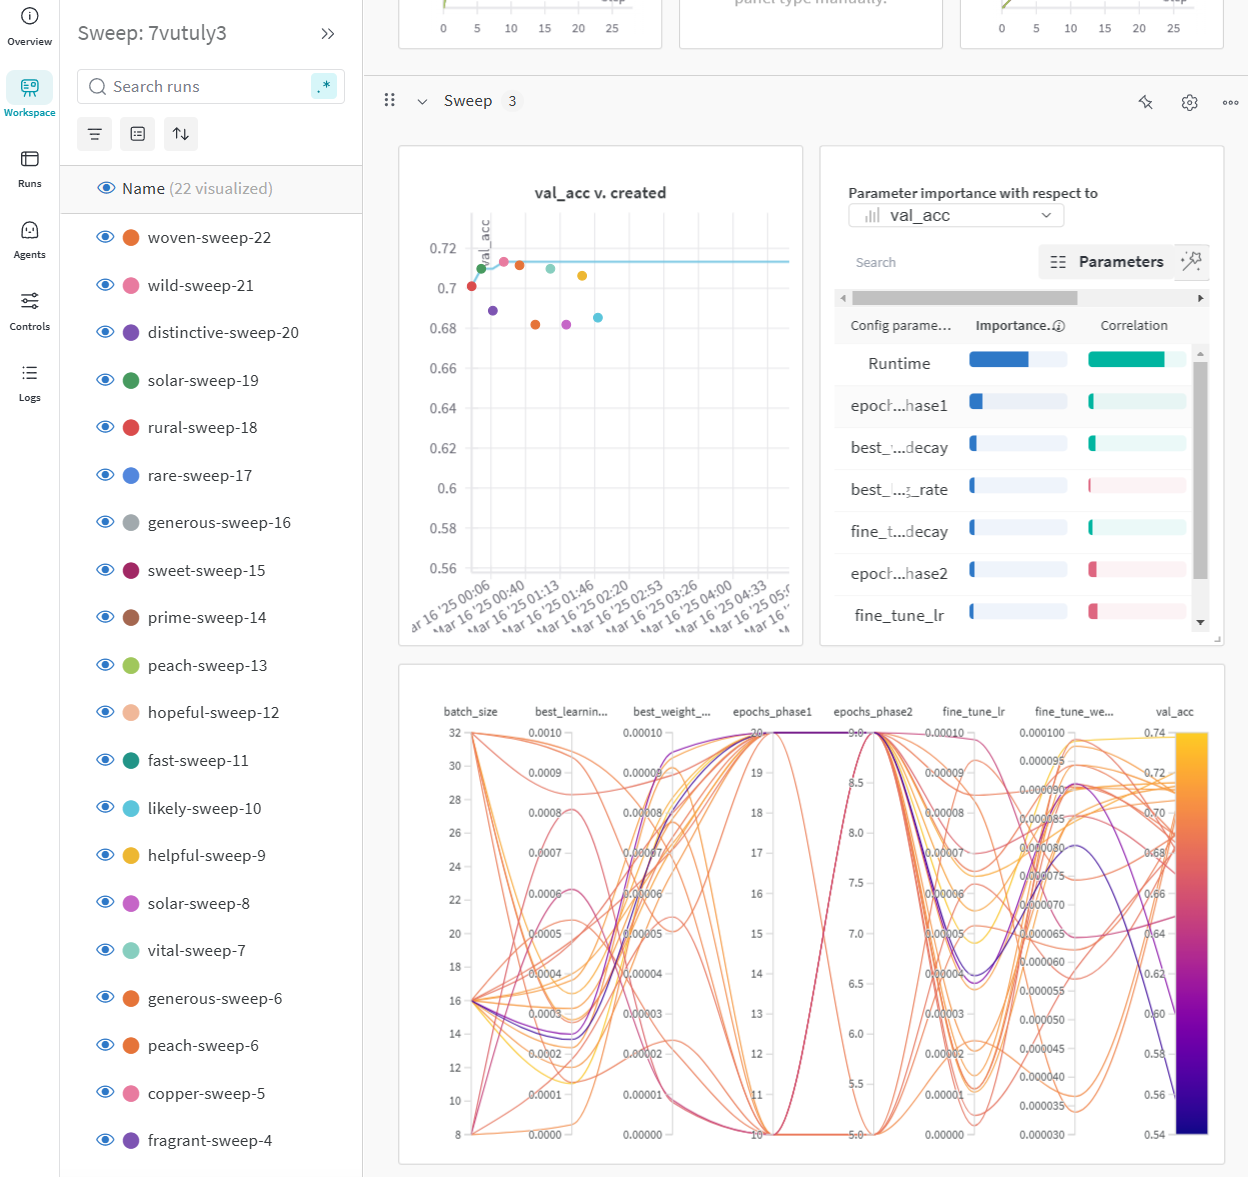 Overview
Workspace
Runs
Agents
Controls
Logs
Sweep: 7vutuly3
Search runs
.*
Name (22 visualized)
woven-sweep-22
wild-sweep-21
distinctive-sweep-20
solar-sweep-19
rural-sweep-18
rare-sweep-17
generous-sweep-16
sweet-sweep-15
prime-sweep-14
peach-sweep-13
hopeful-sweep-12
fast-sweep-11
likely-sweep-10
helpful-sweep-9
solar-sweep-8
vital-sweep-7
generous-sweep-6
peach-sweep-6
copper-sweep-5
fragrant-sweep-4
0 5 10 15 20 25
panel type manually.
0 5 10 15 20 25
Sweep 3
val_acc v. created
val_acc
0.72
0.7
0.68
0.66
0.64
0.62
0.6
0.58
0.56
ar 16 '25 00:06
Mar 16 '25 00:40
Mar 16 '25 01:13
Mar 16 '25 01:46
Mar 16 '25 02:20
Mar 16 '25 02:53
Mar 16 '25 03:26
Mar 16 '25 04:00
Mar 16 '25 04:33
Mar 16 '25 05:0
Parameter importance with respect to
val_acc
Search
Parameters
Config parame... Importance... Correlation
Runtime
epoch...hase1
best_...decay
best_...g_rate
fine_t...decay
epoch...hase2
fine_tune_lr
batch_size best_learnin... best_weight_... epochs_phase1 epochs_phase2 fine_tune_lr fine_tune_we... val_acc
32
30
28
26
24
22
20
18
16
14
12
10
8
0.0010
0.0009
0.0008
0.0007
0.0006
0.0005
0.0004
0.0003
0.0002
0.0001
0.0000
0.00010
0.00009
0.00008
0.00007
0.00006
0.00005
0.00004
0.00003
0.00002
0.00001
0.00000
20
19
18
17
16
15
14
13
12
11
10
9.0
8.5
8.0
7.5
7.0
6.5
6.0
5.5
5.0
0.00010
0.00009
0.00008
0.00007
0.00006
0.00005
0.00004
0.00003
0.00002
0.00001
0.00000
0.000100
0.000095
0.000090
0.000085
0.000080
0.000075
0.000070
0.000065
0.000060
0.000055
0.000050
0.000045
0.000040
0.000035
0.000030
0.74
0.72
0.70
0.68
0.66
0.64
0.62
0.60
0.58
0.56
0.54